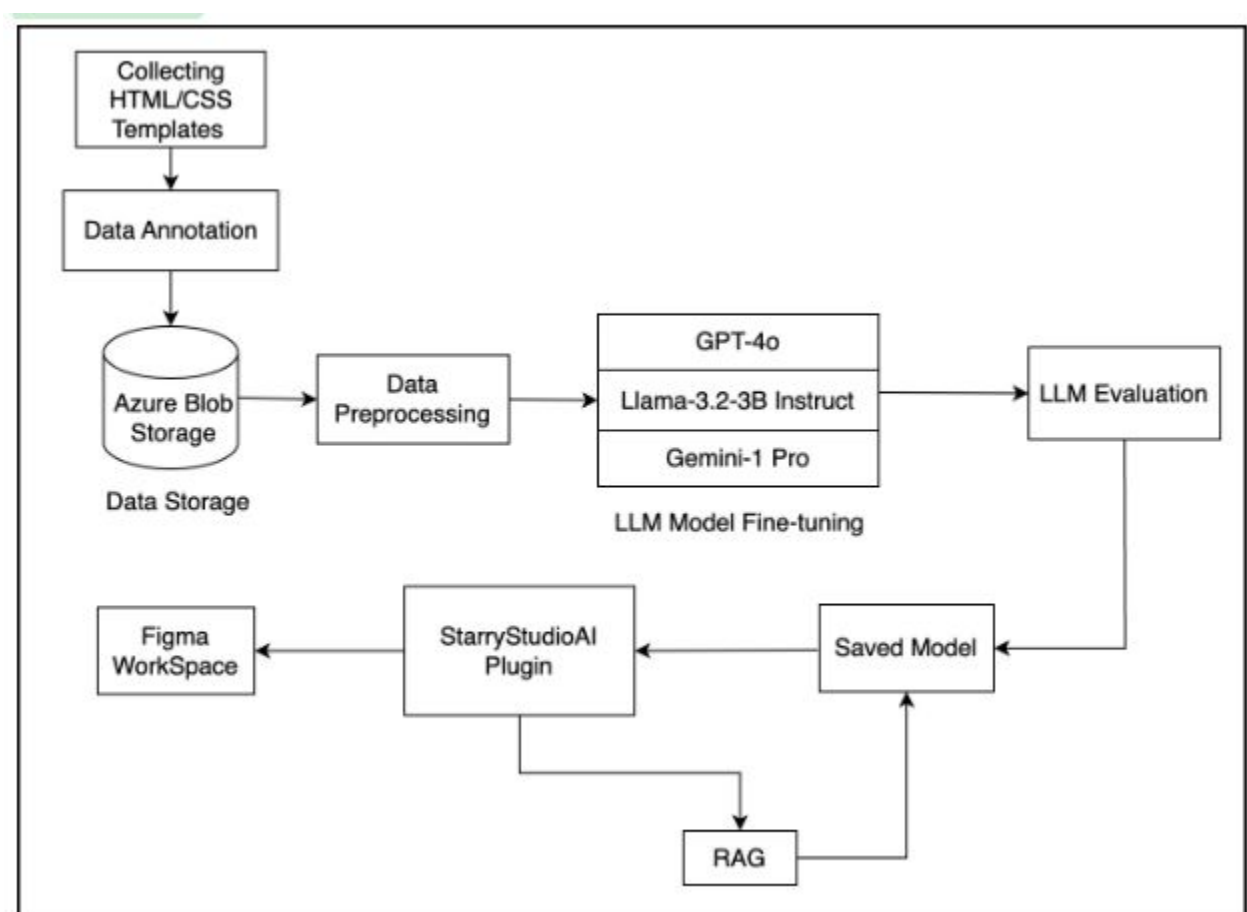 Collecting
HTML/CSS
Templates
Data Annotation
Azure Blob
Storage
Data Storage
Data
Preprocessing
GPT-4o
Llama-3.2-3B Instruct
Gemini-1 Pro
LLM Model Fine-tuning
LLM Evaluation
Figma
WorkSpace
StarryStudioAI
Plugin
Saved Model
RAG